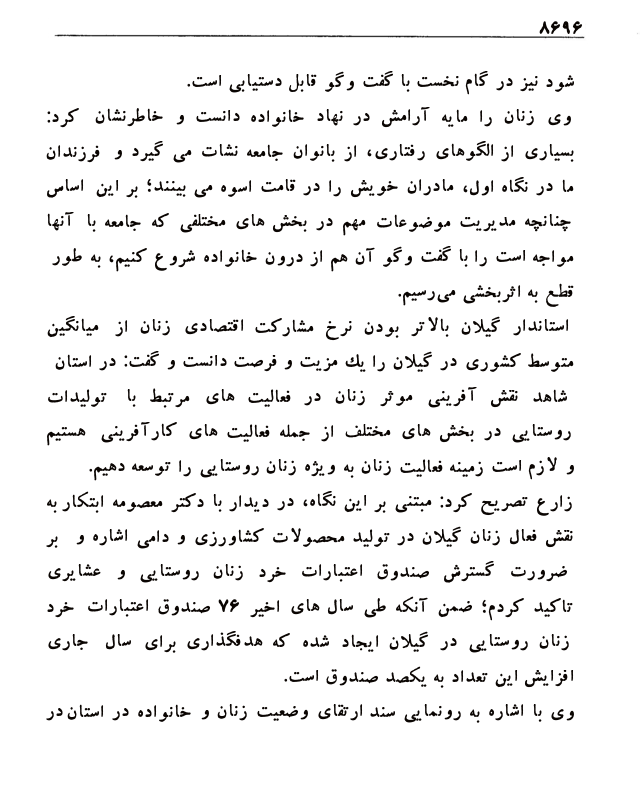 ۸۶۹۶
شود نیز در گام نخست با گفت وگو قابل دستیابی است.
وی زنان را مایه آرامش در نهاد خانواده دانست و خاطرنشان کرد:
بسیاری از الگوهای رفتاری، از بانوان جامعه نشات می گیرد و فرزندان
ما در نگاه اول، مادران خویش را در قامت اسوه می بینند؛ بر این اساس
چنانچه مدیریت موضوعات مهم در بخش های مختلفی که جامعه با آنها
مواجه است را با گفت وگو آن هم از درون خانواده شروع کنیم، به طور
قطع به اثربخشی می‌رسیم.
استاندار گیلان بالاتر بودن نرخ مشارکت اقتصادی زنان از میانگین
متوسط کشوری در گیلان را یك مزیت و فرصت دانست و گفت: در استان
شاهد نقش آفرینی موثر زنان در فعالیت های مرتبط با تولیدات
روستایی در بخش های مختلف از جمله فعالیت های کارآفرینی هستیم
و لازم است زمینه فعالیت زنان به ویژه زنان روستایی را توسعه دهیم.
زارع تصریح کرد: مبتنی بر این نگاه، در دیدار با دکتر معصومه ابتکار به
نقش فعال زنان گیلان در تولید محصولات کشاورزی و دامی اشاره و بر
ضرورت گسترش صندوق اعتبارات خرد زنان روستایی و عشایری
تاکید کردم؛ ضمن آنکه طی سال های اخیر ۷۶ صندوق اعتبارات خرد
زنان روستایی در گیلان ایجاد شده که هدفگذاری برای سال جاری
افزایش این تعداد به یکصد صندوق است.
وی با اشاره به رونمایی سند ارتقای وضعیت زنان و خانواده در استان در